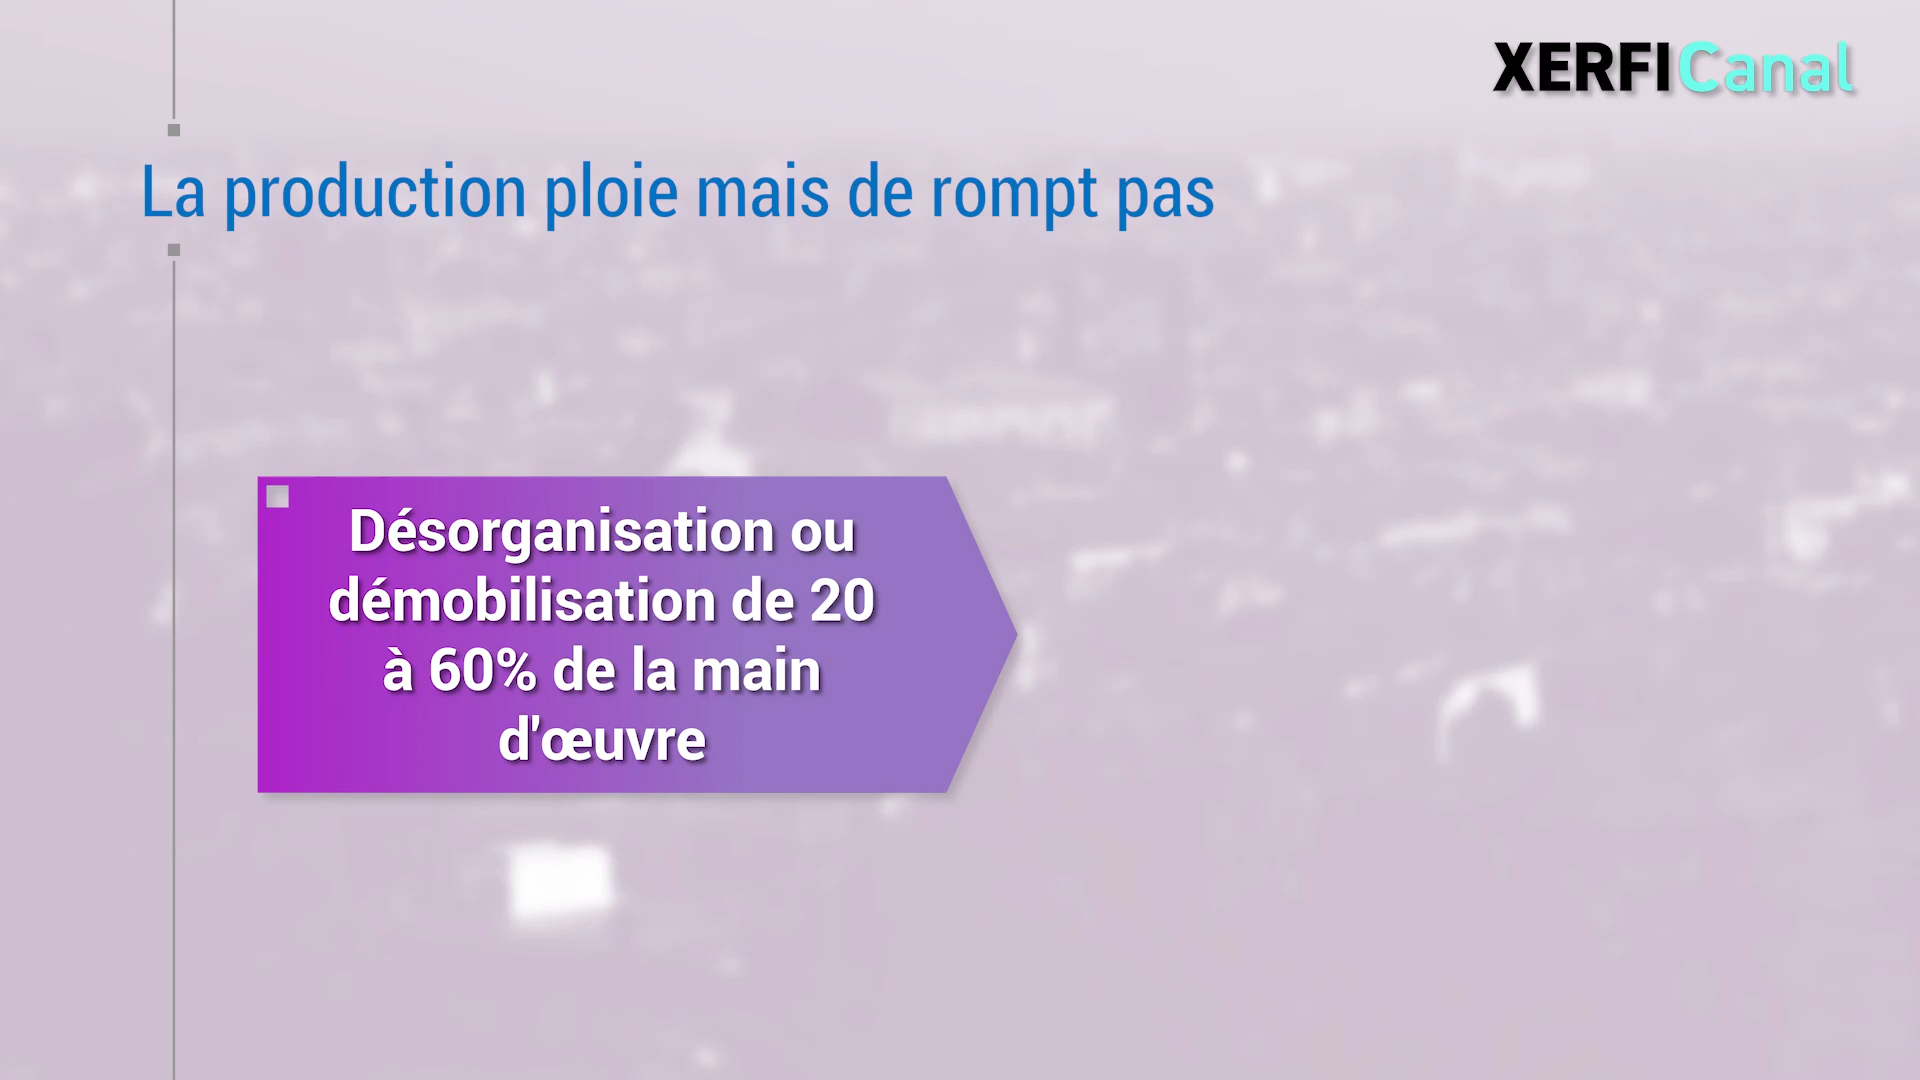 XERFI Canal
La production ploie mais de rompt pas
Désorganisation ou
démobilisation de 20
à 60% de la main
d'œuvre